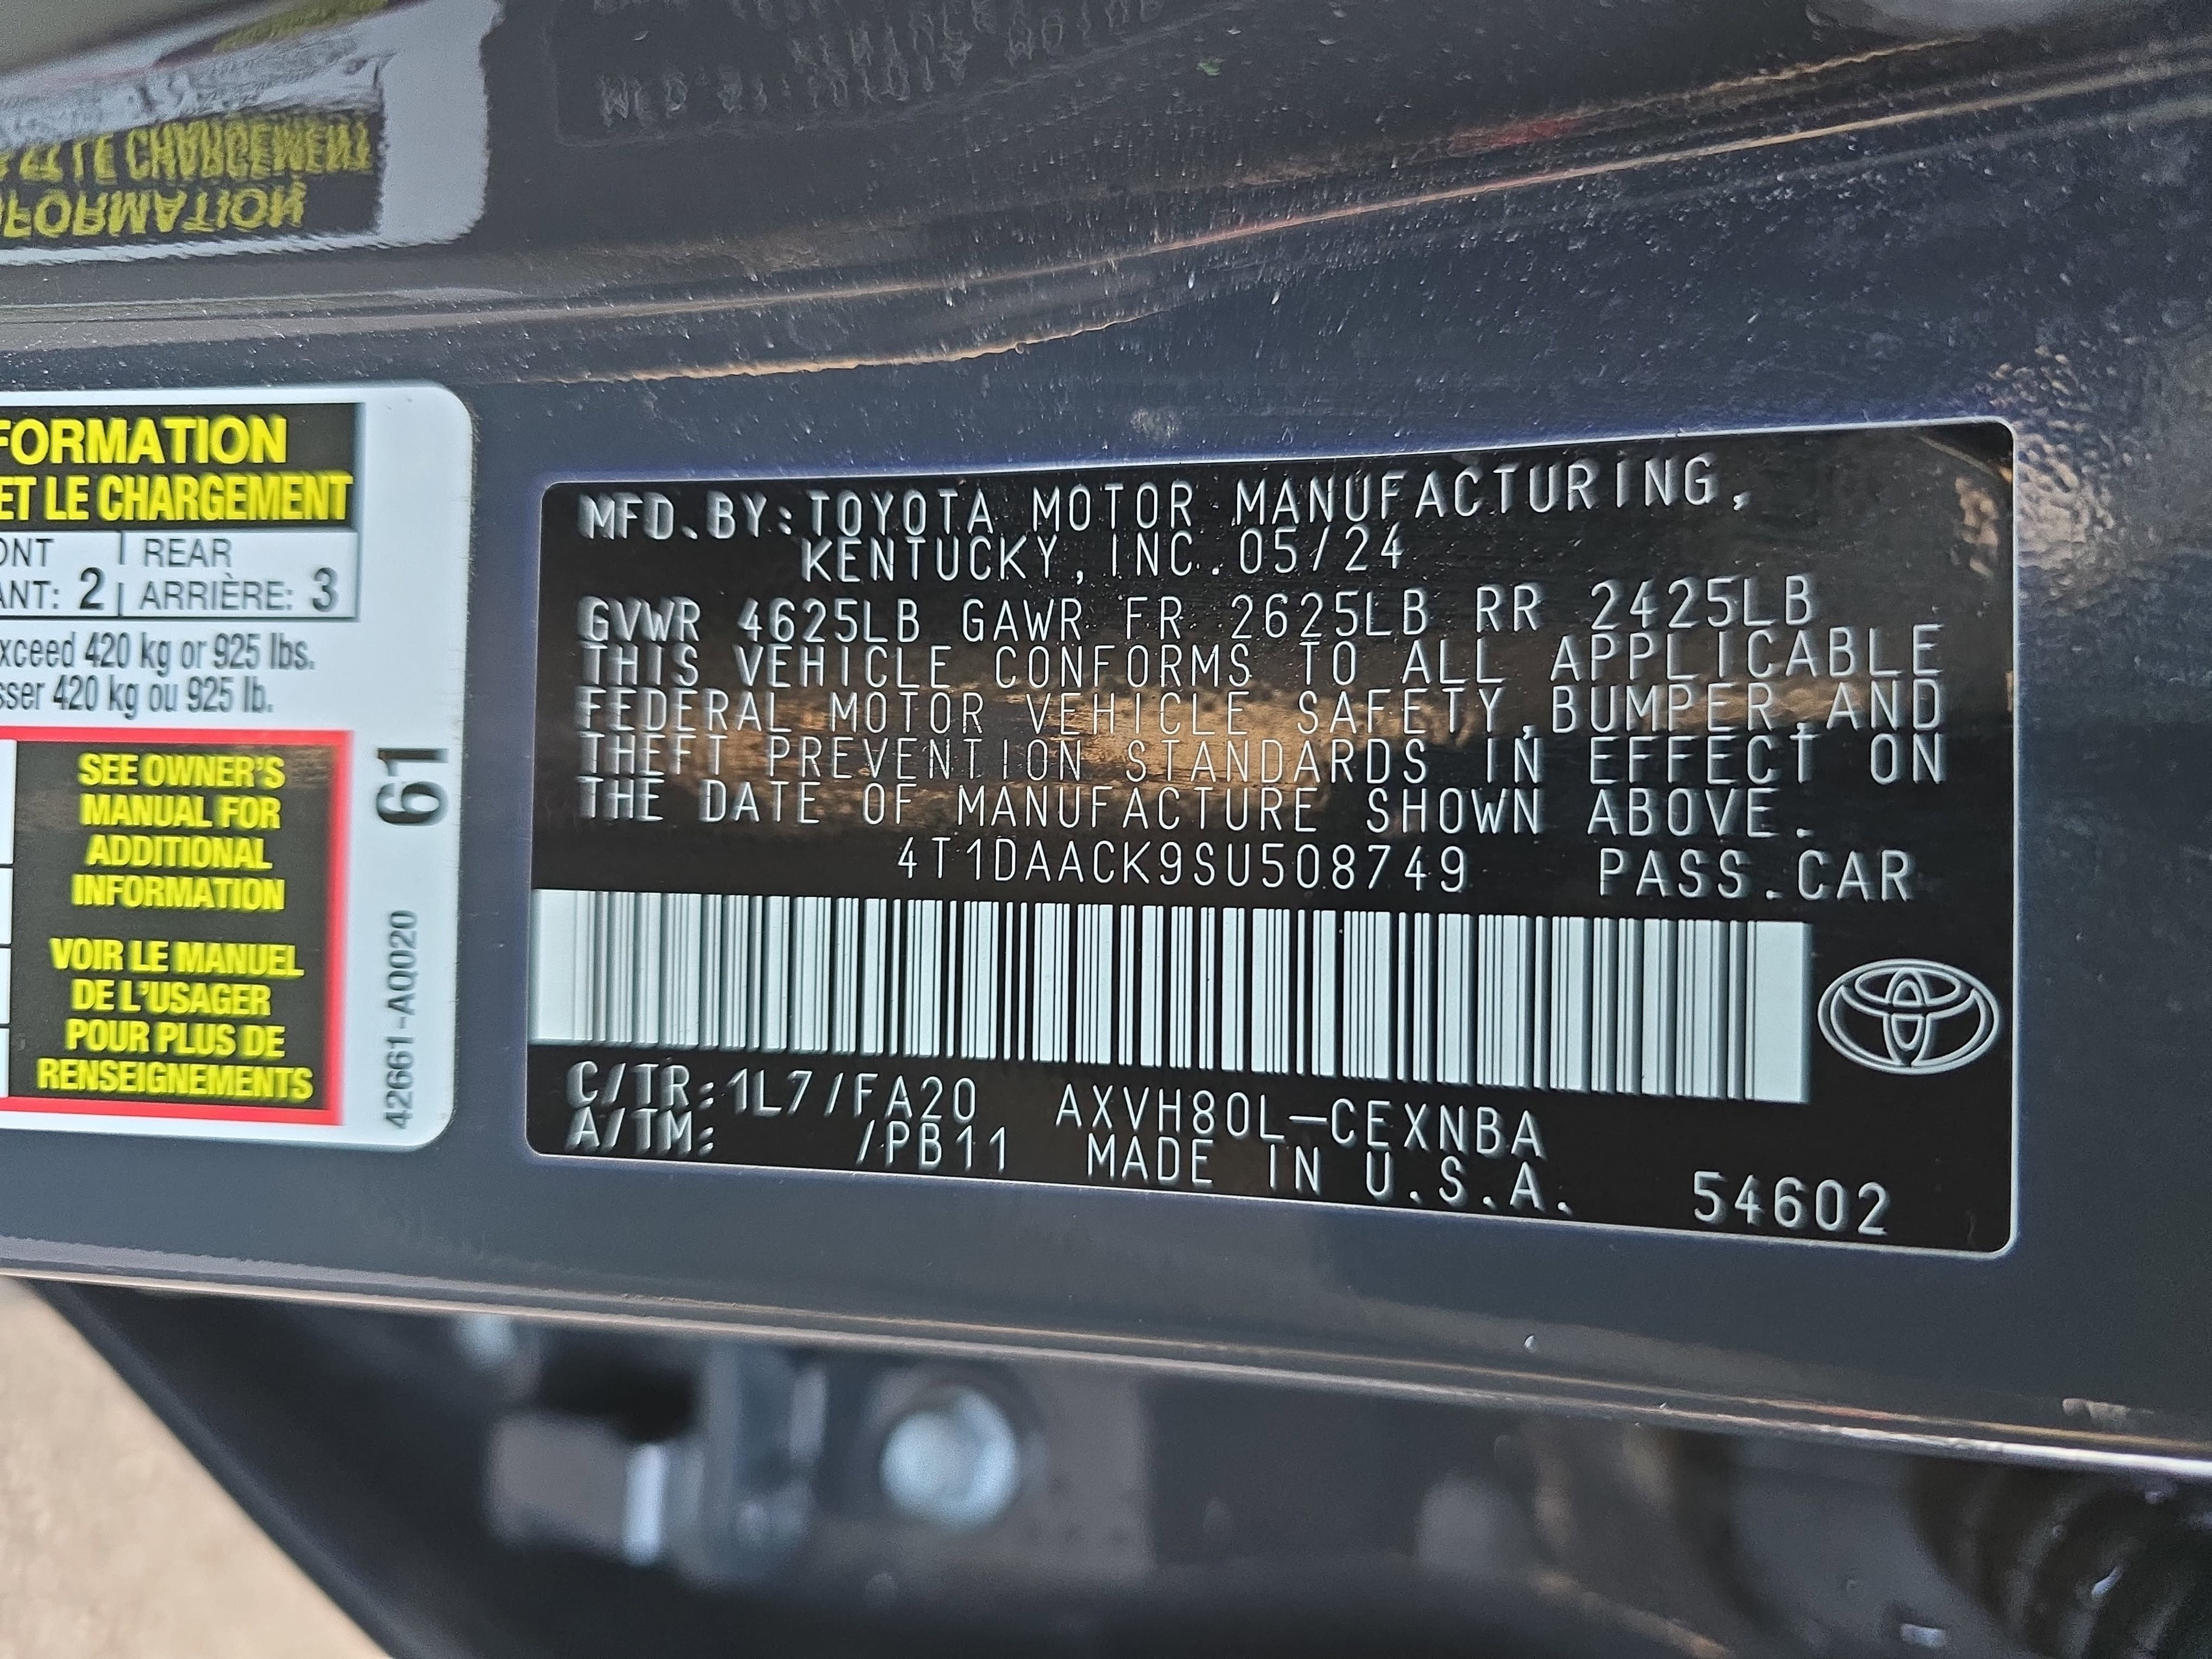 FORMATION
ET LE CHARGEMENT
ONT | REAR
ANT: 2 | ARRIÈRE: 3
xceed 420 kg or 925 lbs.
sser 420 kg ou 925 lb.
SEE OWNER'S
MANUAL FOR
ADDITIONAL
INFORMATION
VOIR LE MANUEL
DE L'USAGER
POUR PLUS DE
RENSEIGNEMENTS
61
42661-AQ020
MFD.BY:TOYOTA MOTOR MANUFACTURING,
KENTUCKY, INC. 05/24
GVWR 4625LB GAWR FR 2625LB RR 2425LB
THIS VEHICLE CONFORMS TO ALL APPLICABLE
FEDERAL MOTOR VEHICLE SAFETY,BUMPER,AND
THEFT PREVENTION STANDARDS IN EFFECT ON
THE DATE OF MANUFACTURE SHOWN ABOVE.
4T1DAACK9SU508749 PASS.CAR
C/TR:1L7/FA20 AXVH80L-CEXNBA
A/TM: /PB11 MADE IN U.S.A. 54602